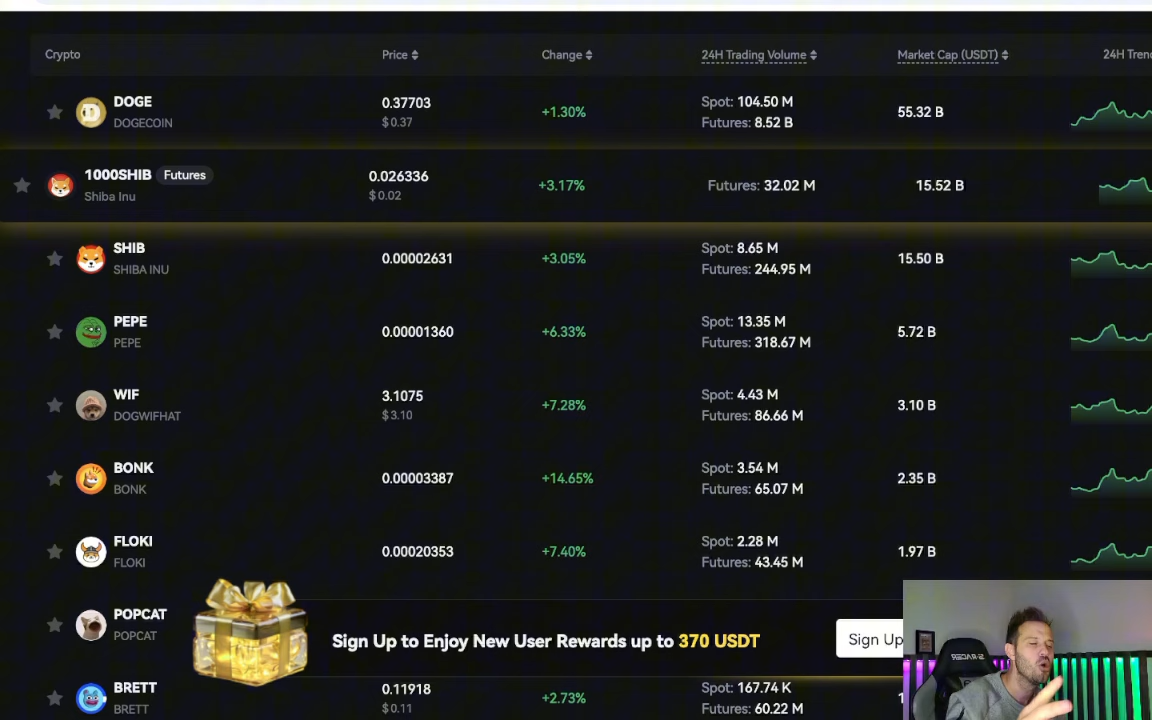 Crypto Price Change 24H Trading Volume Market Cap (USDT) 24H Tren
DOGE
DOGECOIN
0.37703
$0.37
+1.30%
Spot: 104.50 M
Futures: 8.52 B
55.32 B
1000SHIB Futures
Shiba Inu
0.026336
$0.02
+3.17%
Futures: 32.02 M
15.52 B
SHIB
SHIBA INU
0.00002631
+3.05%
Spot: 8.65 M
Futures: 244.95 M
15.50 B
PEPE
PEPE
0.00001360
+6.33%
Spot: 13.35 M
Futures: 318.67 M
5.72 B
WIF
DOGWIFHAT
3.1075
$3.10
+7.28%
Spot: 4.43 M
Futures: 86.66 M
3.10 B
BONK
BONK
0.00003387
+14.65%
Spot: 3.54 M
Futures: 65.07 M
2.35 B
FLOKI
FLOKI
0.00020353
+7.40%
Spot: 2.28 M
Futures: 43.45 M
1.97 B
POPCAT
POPCAT
Sign Up to Enjoy New User Rewards up to 370 USDT
Sign Up
BRETT
BRETT
0.11918
$0.11
+2.73%
Spot: 167.74 K
Futures: 60.22 M